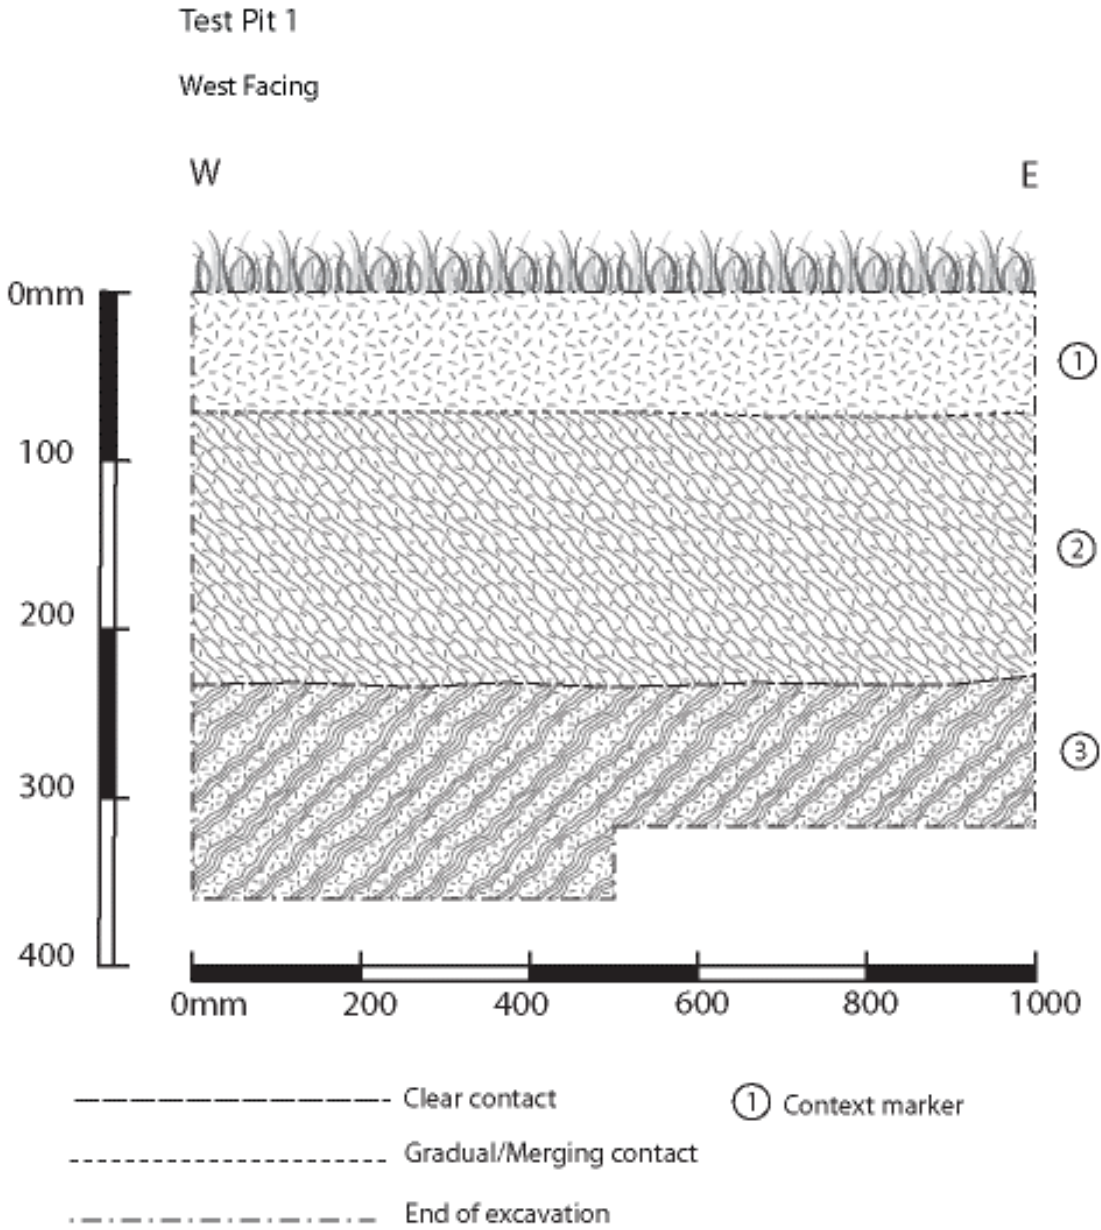 Test Pit 1
West Facing
W E
0mm
1
100
2
200
3
300
400
0mm 200 400 600 800 1000
Clear contact 1 Context marker
Gradual/Merging contact
End of excavation